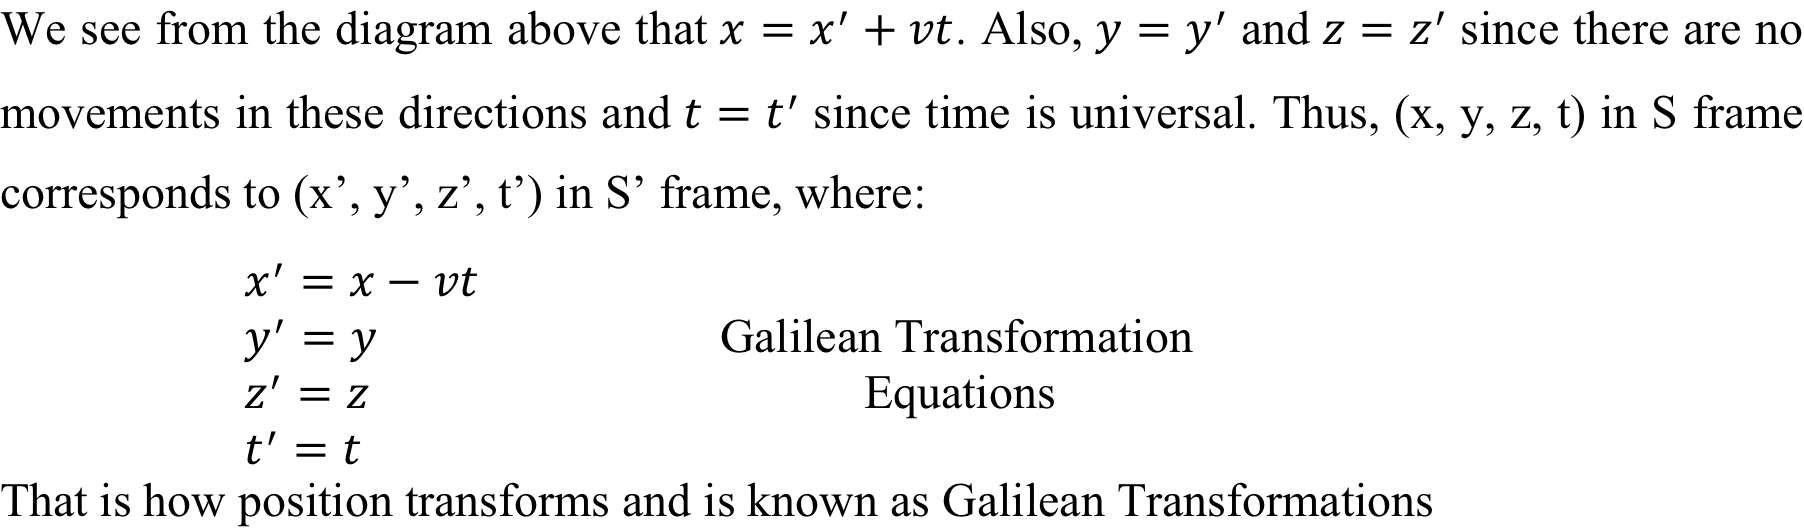 We see from the diagram above that x = x′ + vt. Also, y = y′ and z = z′ since there are no
movements in these directions and t = t′ since time is universal. Thus, (x, y, z, t) in S frame
corresponds to (x’, y’, z’, t’) in S’ frame, where:
x′ = x − vt
y′ = y Galilean Transformation
z′ = z Equations
t′ = t
That is how position transforms and is known as Galilean Transformations